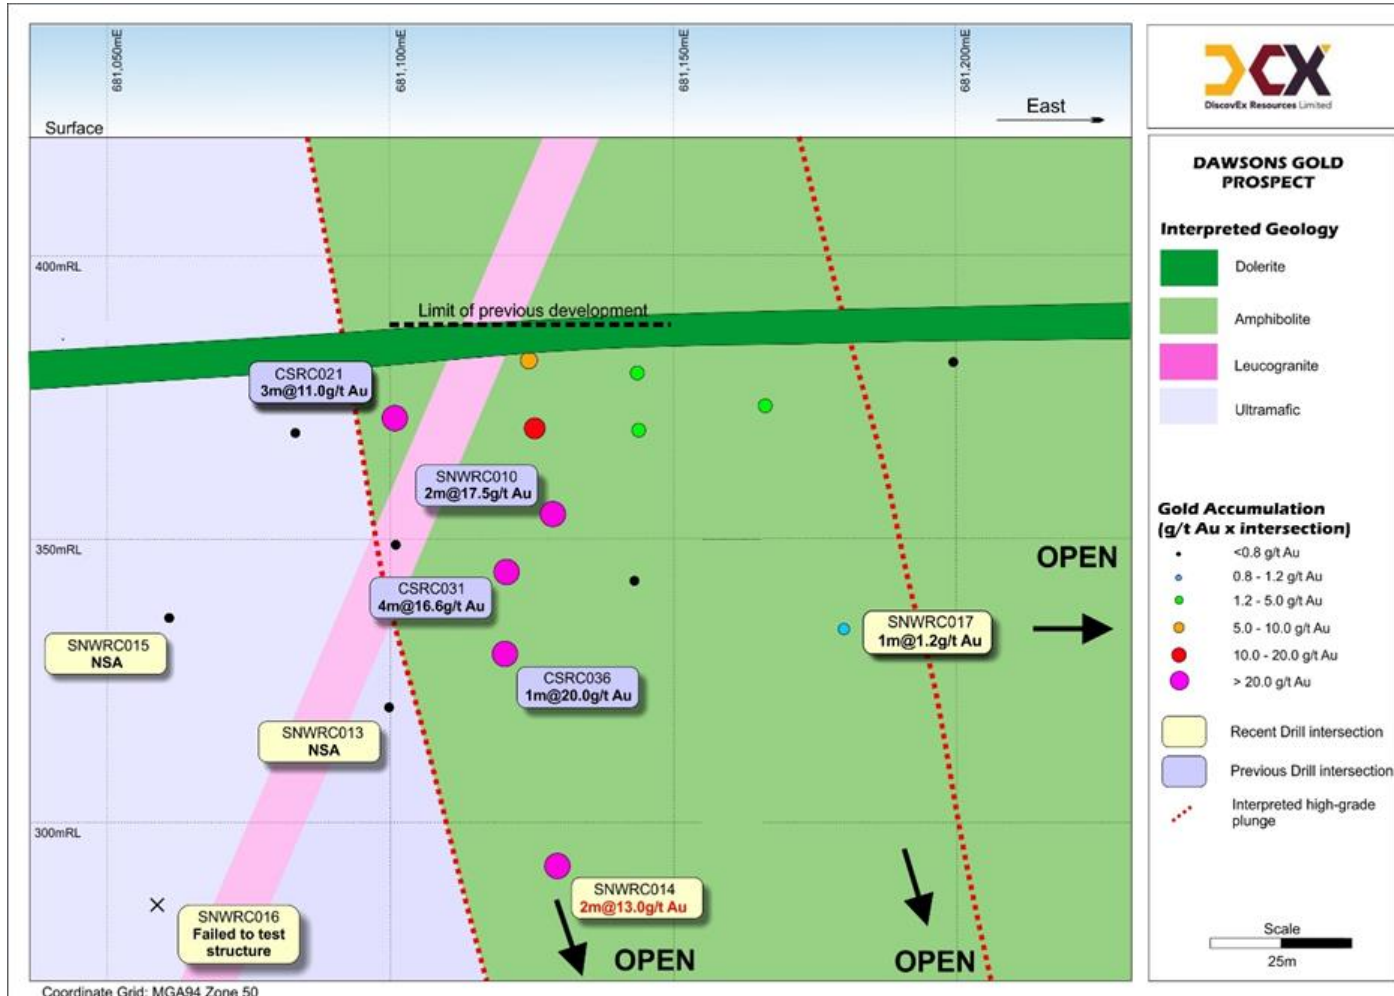 681,050mE
681,100mE
681,150mE
681,200mE
East
Surface
400mRL
Limit of previous development
CSRC021
3m@11.0g/t Au
SNWRC010
2m@17.5g/t Au
350mRL
OPEN
CSRC031
4m@16.6g/t Au
SNWRC017
1m@1.2g/t Au
SNWRC015
NSA
CSRC036
1m@20.0g/t Au
SNWRC013
NSA
300mRL
SNWRC014
2m@13.0g/t Au
SNWRC016
Failed to test
structure
OPEN
OPEN
Coordinate Grid: MGA94 Zone 50
DCX
DiscovEx Resources Limited
DAWSONS GOLD
PROSPECT
Interpreted Geology
Dolerite
Amphibolite
Leucogranite
Ultramafic
Gold Accumulation
(g/t Au x intersection)
<0.8 g/t Au
0.8 - 1.2 g/t Au
1.2 - 5.0 g/t Au
5.0 - 10.0 g/t Au
10.0 - 20.0 g/t Au
> 20.0 g/t Au
Recent Drill intersection
Previous Drill intersection
Interpreted high-grade
plunge
Scale
25m